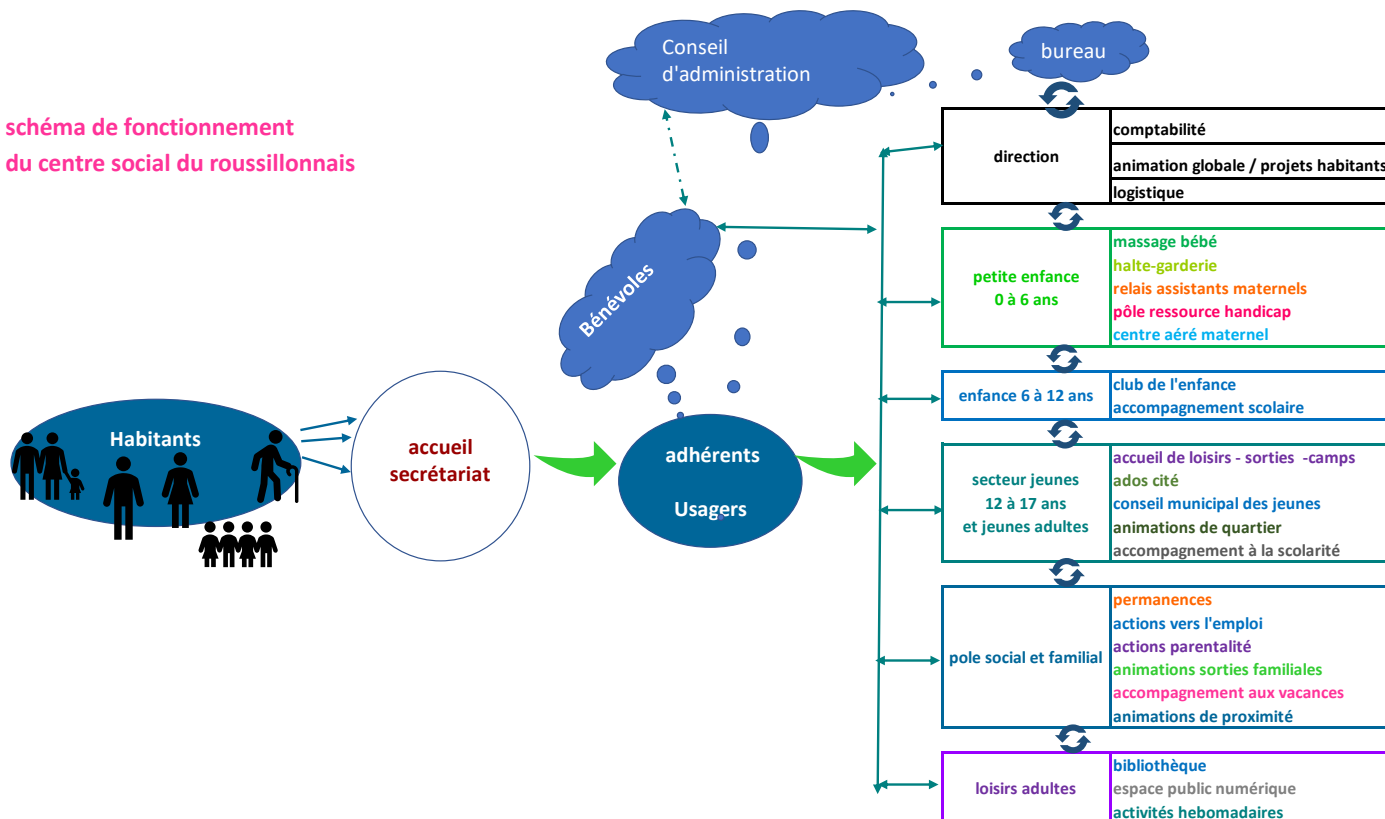 Conseil
d'administration
bureau
schéma de fonctionnement
du centre social du roussillonnais
direction
comptabilité
animation globale / projets habitants
logistique
Bénévoles
petite enfance
0 à 6 ans
massage bébé
halte-garderie
relais assistants maternels
pôle ressource handicap
centre aéré maternel
enfance 6 à 12 ans
club de l'enfance
accompagnement scolaire
Habitants
accueil
secrétariat
adhérents
Usagers
secteur jeunes
12 à 17 ans
et jeunes adultes
accueil de loisirs - sorties -camps
ados cité
conseil municipal des jeunes
animations de quartier
accompagnement à la scolarité
pole social et familial
permanences
actions vers l'emploi
actions parentalité
animations sorties familiales
accompagnement aux vacances
animations de proximité
loisirs adultes
bibliothèque
espace public numérique
activités hebomadaires